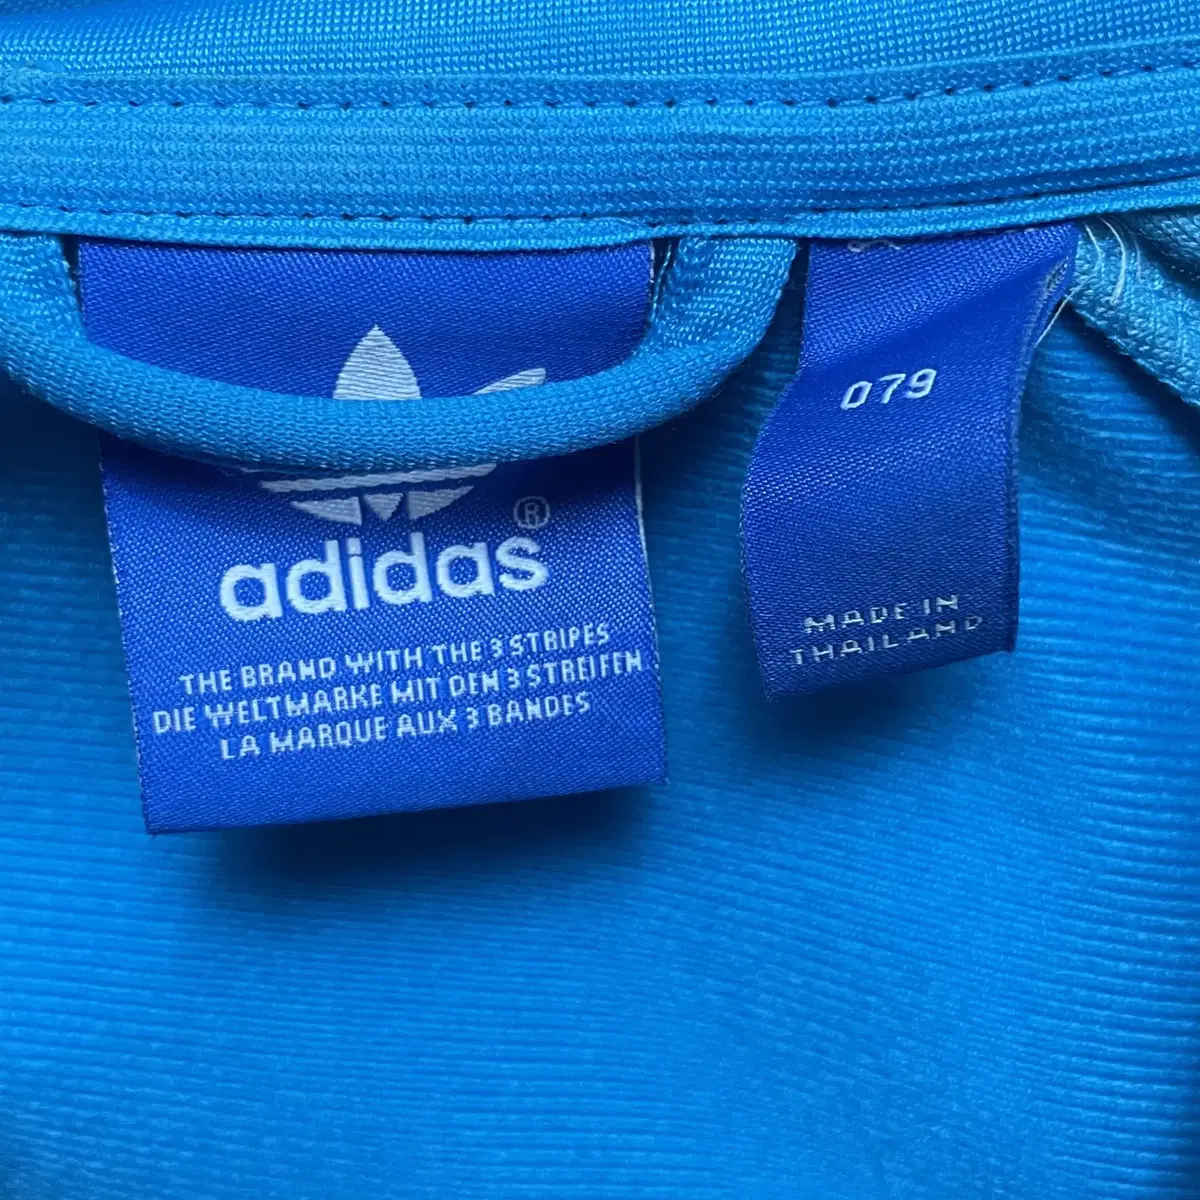 ®
adidas
THE BRAND WITH THE 3 STRIPES
DIE WELTMARKE MIT DEN 3 STREIFEN
LA MARQUE AUX 3 BANDES
079
MADE IN
THAILAND